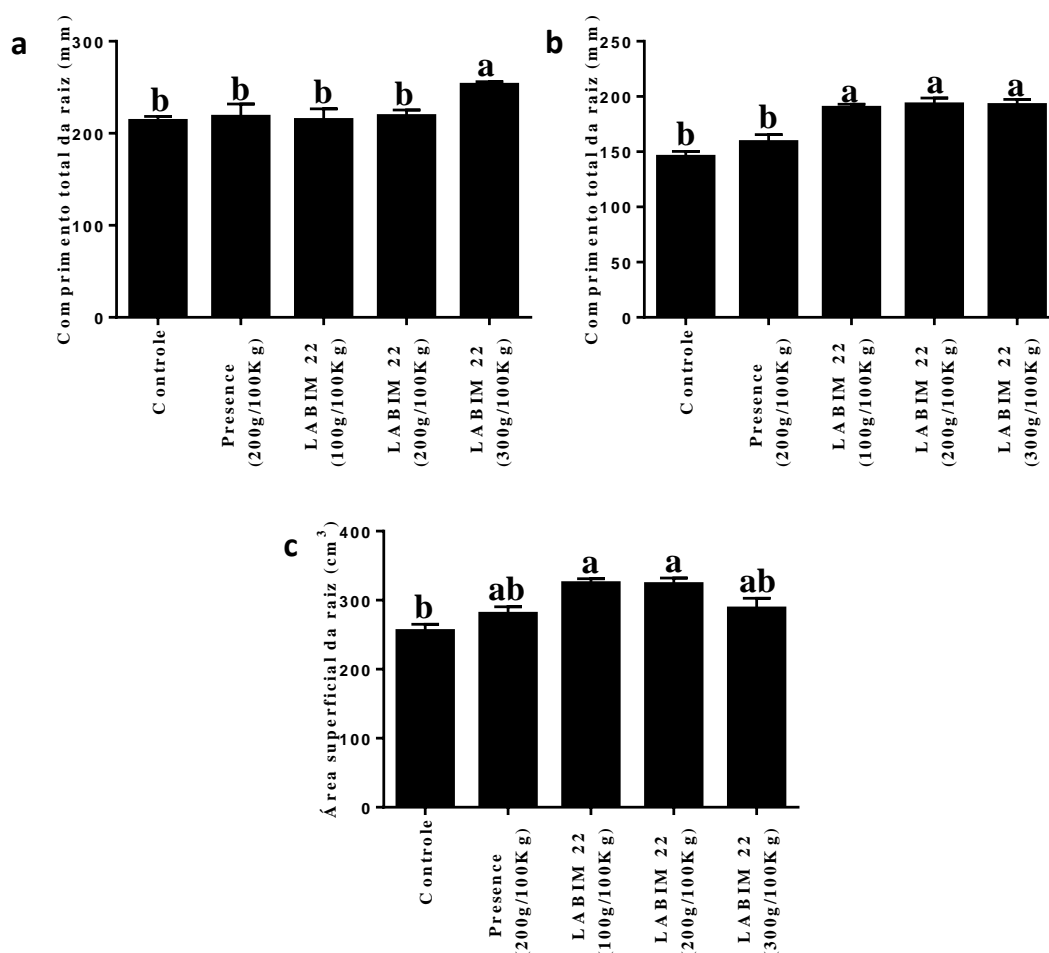 a
Comprimento total da raiz (mm)
300
200
100
0
b
b
b
b
a
Controle
Presence
(200g/100Kg)
LABIM 22
(100g/100Kg)
LABIM 22
(200g/100Kg)
LABIM 22
(300g/100Kg)
b
Comprimento total da raiz (mm)
250
200
150
100
50
0
b
b
a
a
a
Controle
Presence
(200g/100Kg)
LABIM 22
(100g/100Kg)
LABIM 22
(200g/100Kg)
LABIM 22
(300g/100Kg)
c
Área superficial da raiz (cm³)
400
300
200
100
0
b
ab
a
a
ab
Controle
Presence
(200g/100Kg)
LABIM 22
(100g/100Kg)
LABIM 22
(200g/100Kg)
LABIM 22
(300g/100Kg)